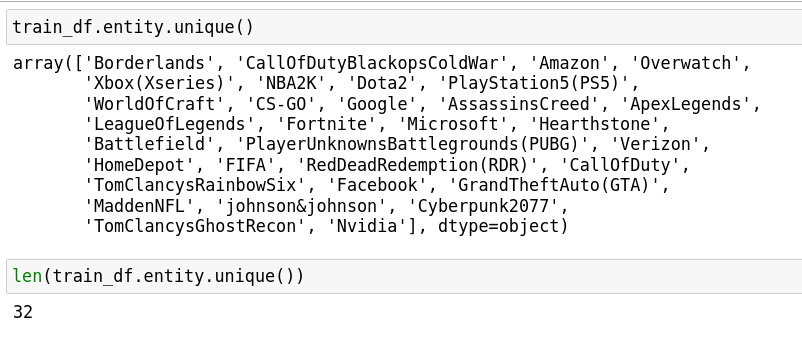 train_df.entity.unique()
array(['Borderlands', 'CallOfDutyBlackopsColdWar', 'Amazon', 'Overwatch',
'Xbox(Xseries)', 'NBA2K', 'Dota2', 'PlayStation5(PS5)',
'WorldOfCraft', 'CS-GO', 'Google', 'AssassinsCreed', 'ApexLegends',
'LeagueOfLegends', 'Fortnite', 'Microsoft', 'Hearthstone',
'Battlefield', 'PlayerUnknownsBattlegrounds(PUBG)', 'Verizon',
'HomeDepot', 'FIFA', 'RedDeadRedemption(RDR)', 'CallOfDuty',
'TomClancysRainbowSix', 'Facebook', 'GrandTheftAuto(GTA)',
'MaddenNFL', 'johnson&johnson', 'Cyberpunk2077',
'TomClancysGhostRecon', 'Nvidia'], dtype=object)
len(train_df.entity.unique())
32